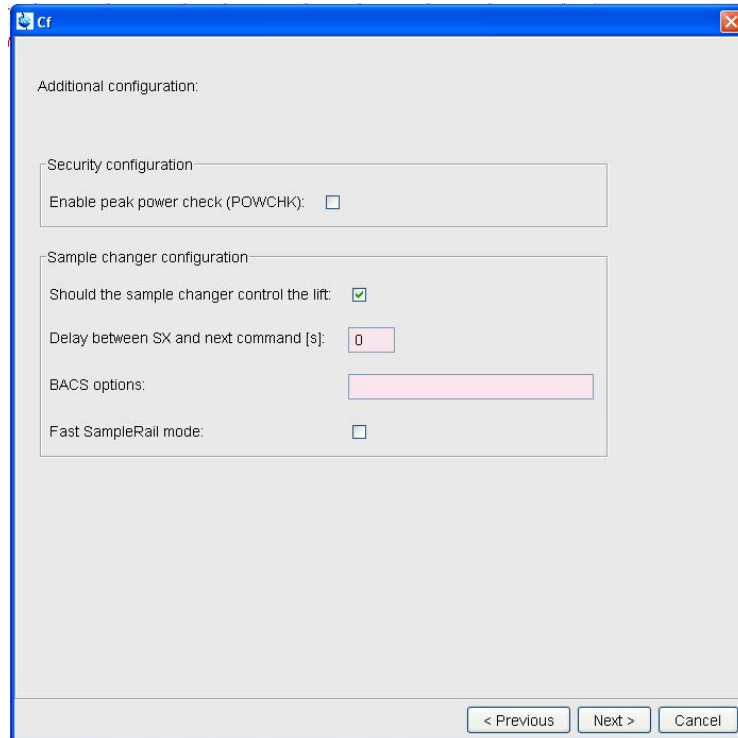 Cf
Additional configuration:
Security configuration
Enable peak power check (POWCHK):
Sample changer configuration
Should the sample changer control the lift:
Delay between SX and next command [s]: 0
BACS options:
Fast SampleRail mode:
< Previous Next > Cancel